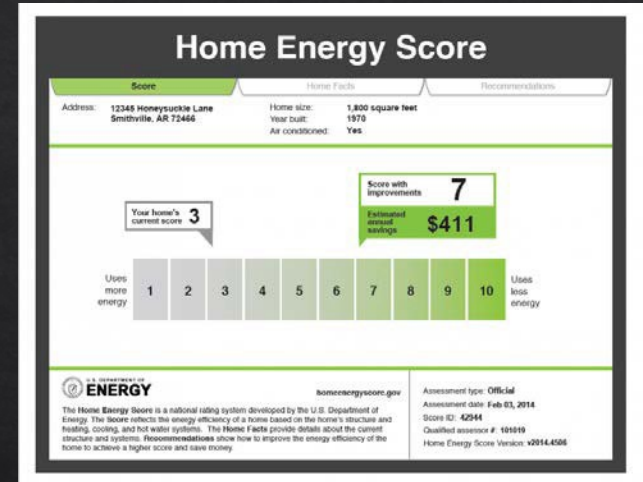 Home Energy Score
Score
Home Facts
Recommendations
Address: 12345 Honeysuckle Lane
Smithville, AR 72466
Home size: 1,800 square feet
Year built: 1970
Air conditioned: Yes
Score with improvements 7
Your home's current score 3
Estimated annual savings $411
Uses more energy
1 2 3 4 5 6 7 8 9 10
Uses less energy
U.S. DEPARTMENT OF
ENERGY
homeenergyscore.gov
The Home Energy Score is a national rating system developed by the U.S. Department of
Energy. The Score reflects the energy efficiency of a home based on the home's structure and
heating, cooling, and hot water systems. The Home Facts provide details about the current
structure and systems. Recommendations show how to improve the energy efficiency of the
home to achieve a higher score and save money.
Assessment type: Official
Assessment date: Feb 03, 2014
Score ID: 42944
Qualified assessor #: 101019
Home Energy Score Version: v2014.4506